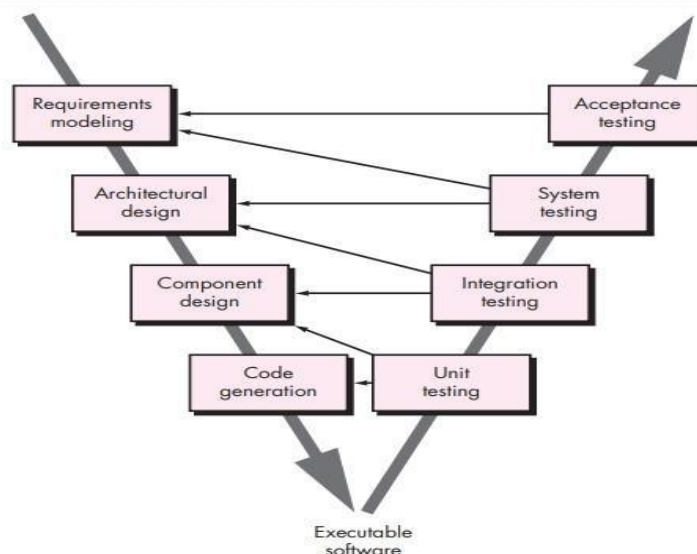 Requirements
modeling
Acceptance
testing
Architectural
design
System
testing
Component
design
Integration
testing
Code
generation
Unit
testing
Executable
software